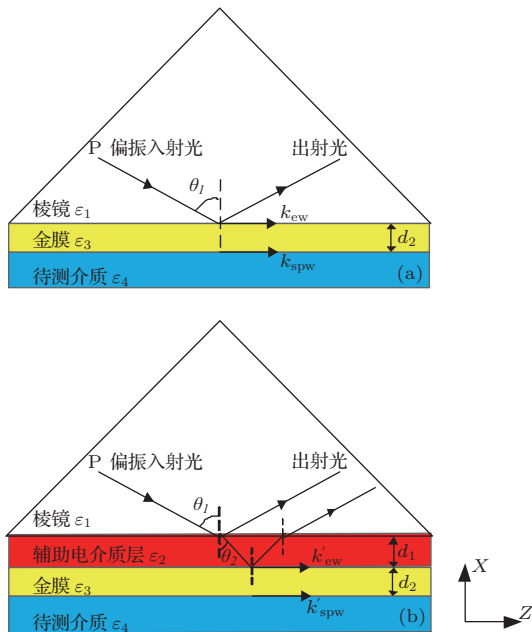 P 偏振入射光 出射光
θ1
棱镜 ε1
kew
金膜 ε3
d2
kspw
待测介质 ε4
(a)
P 偏振入射光 出射光
θ1
棱镜 ε1
辅助电介质层 ε2
θ2
k'ew
d1
金膜 ε3
d2
k'spw
待测介质 ε4
(b)
X
Z